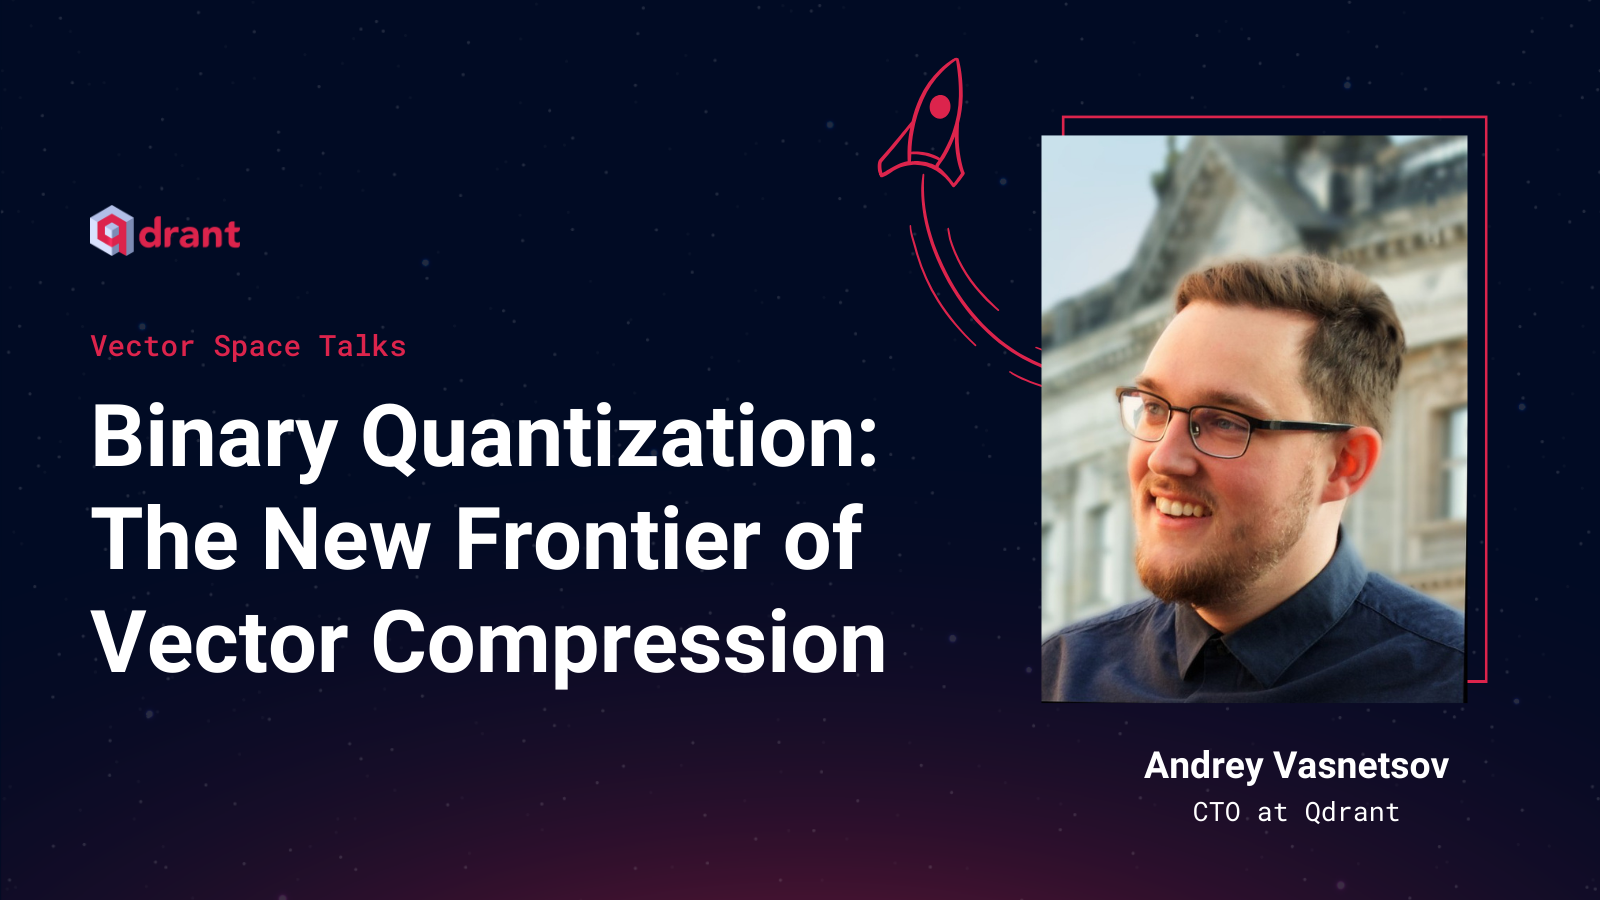 qdrant
Vector Space Talks
Binary Quantization:
The New Frontier of
Vector Compression
Andrey Vasnetsov
CTO at Qdrant